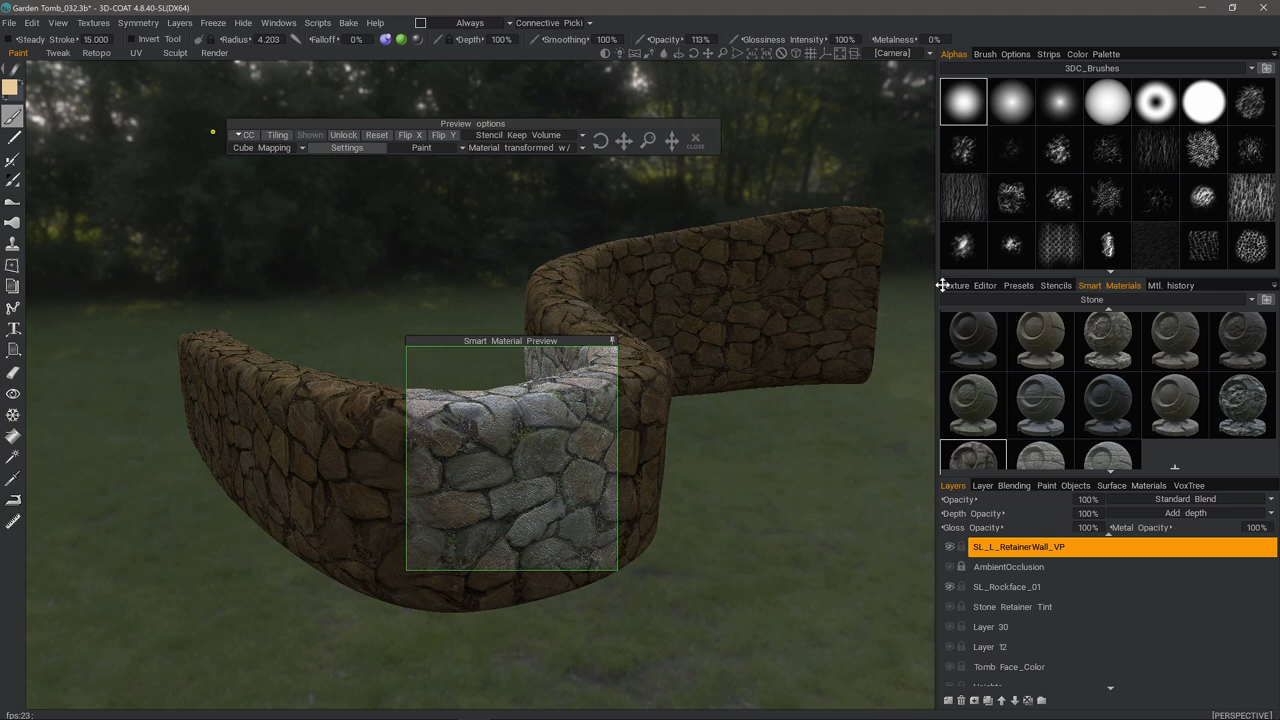 Garden Tomb_032.3b* - 3D-COAT 4.8.40-SL(DX64)
File Edit View Textures Symmetry Layers Freeze Hide Windows Scripts Bake Help Always Connective Picki
Steady Stroke 15.000 Invert Tool Radius 4.203 Falloff 0% Depth 100% Smoothing 100% Opacity 113% Glossiness Intensity 100% Metalness 0%
Paint Tweak Retopo UV Sculpt Render [Camera]
Alphas Brush Options Strips Color Palette
3DC_Brushes
Preview options
CC Tiling Shown Unlock Reset Flip X Flip Y Stencil Keep Volume
Cube Mapping Settings Paint Material transformed w/
CLOSE
Texture Editor Presets Stencils Smart Materials Mtl. history
Stone
Smart Material Preview
Layers Layer Blending Paint Objects Surface Materials VoxTree
Opacity 100% Standard Blend
Depth Opacity 100% Add depth
Gloss Opacity 100% Metal Opacity 100%
SL_L_RetainerWall_VP
AmbientOcclusion
SL_Rockface_01
Stone Retainer Tint
Layer 30
Layer 12
Tomb Face_Color
fps:23;
[PERSPECTIVE]